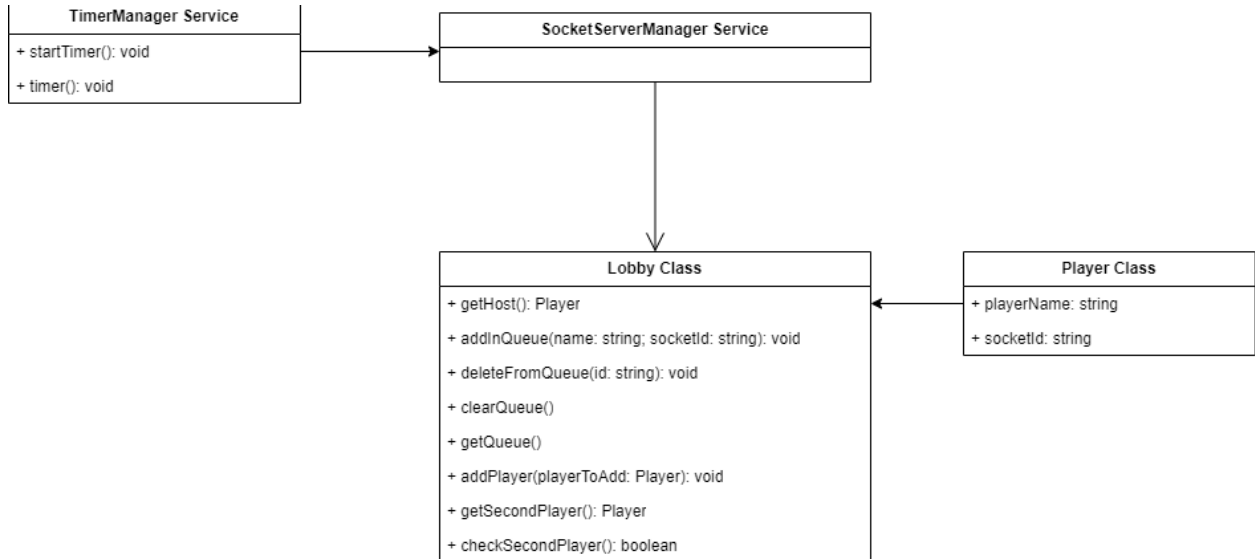 TimerManager Service
+ startTimer(): void
+ timer(): void
SocketServerManager Service
Lobby Class
+ getHost(): Player
+ addInQueue(name: string; socketId: string): void
+ deleteFromQueue(id: string): void
+ clearQueue()
+ getQueue()
+ addPlayer(playerToAdd: Player): void
+ getSecondPlayer(): Player
+ checkSecondPlayer(): boolean
Player Class
+ playerName: string
+ socketId: string